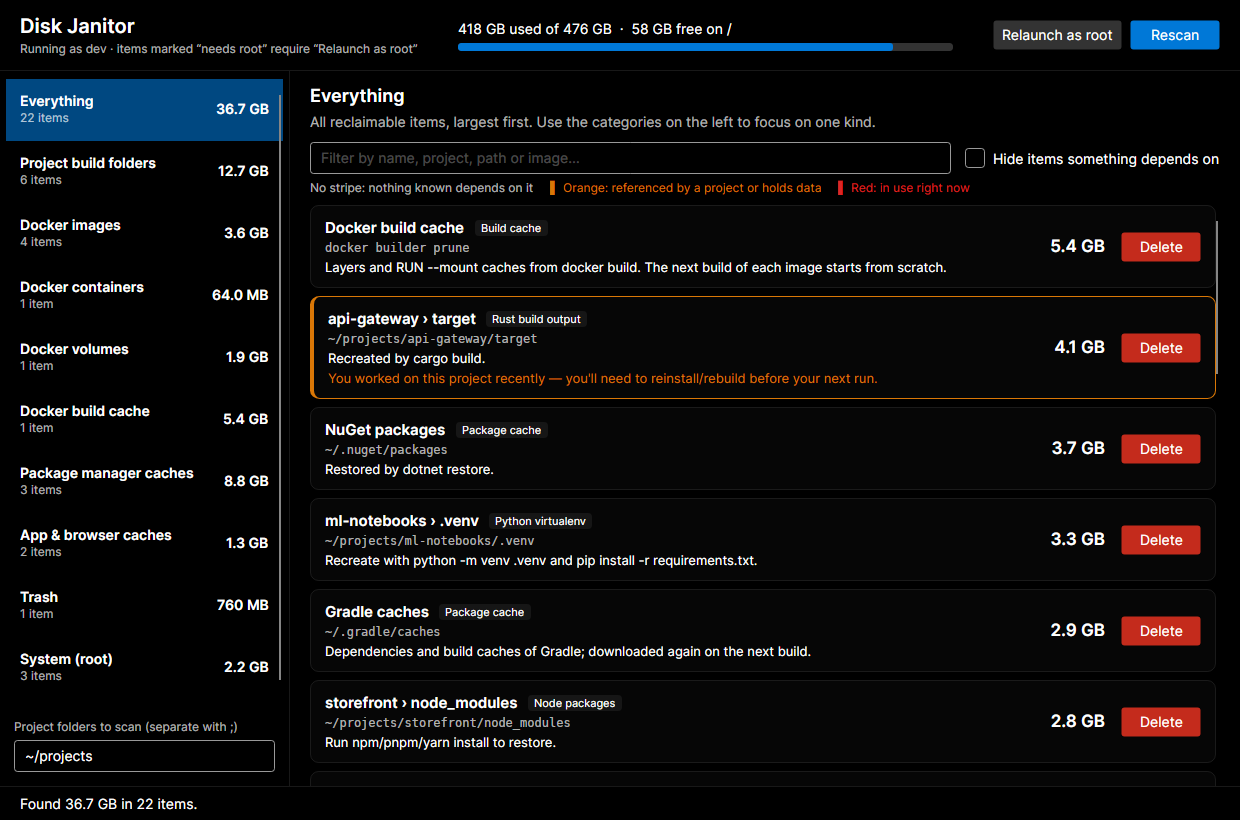 Disk Janitor
Running as dev · items marked “needs root” require “Relaunch as root”
418 GB used of 476 GB · 58 GB free on /
Relaunch as root
Rescan
Everything
22 items
36.7 GB
Project build folders
6 items
12.7 GB
Docker images
4 items
3.6 GB
Docker containers
1 item
64.0 MB
Docker volumes
1 item
1.9 GB
Docker build cache
1 item
5.4 GB
Package manager caches
3 items
8.8 GB
App & browser caches
2 items
1.3 GB
Trash
1 item
760 MB
System (root)
3 items
2.2 GB
Project folders to scan (separate with ;)
~/projects
Everything
All reclaimable items, largest first. Use the categories on the left to focus on one kind.
Filter by name, project, path or image...
Hide items something depends on
No stripe: nothing known depends on it
Orange: referenced by a project or holds data
Red: in use right now
Docker build cache Build cache
docker builder prune
Layers and RUN --mount caches from docker build. The next build of each image starts from scratch.
5.4 GB
Delete
api-gateway › target Rust build output
~/projects/api-gateway/target
Recreated by cargo build.
You worked on this project recently — you'll need to reinstall/rebuild before your next run.
4.1 GB
Delete
NuGet packages Package cache
~/.nuget/packages
Restored by dotnet restore.
3.7 GB
Delete
ml-notebooks › .venv Python virtualenv
~/projects/ml-notebooks/.venv
Recreate with python -m venv .venv and pip install -r requirements.txt.
3.3 GB
Delete
Gradle caches Package cache
~/.gradle/caches
Dependencies and build caches of Gradle; downloaded again on the next build.
2.9 GB
Delete
storefront › node_modules Node packages
~/projects/storefront/node_modules
Run npm/pnpm/yarn install to restore.
2.8 GB
Delete
Found 36.7 GB in 22 items.